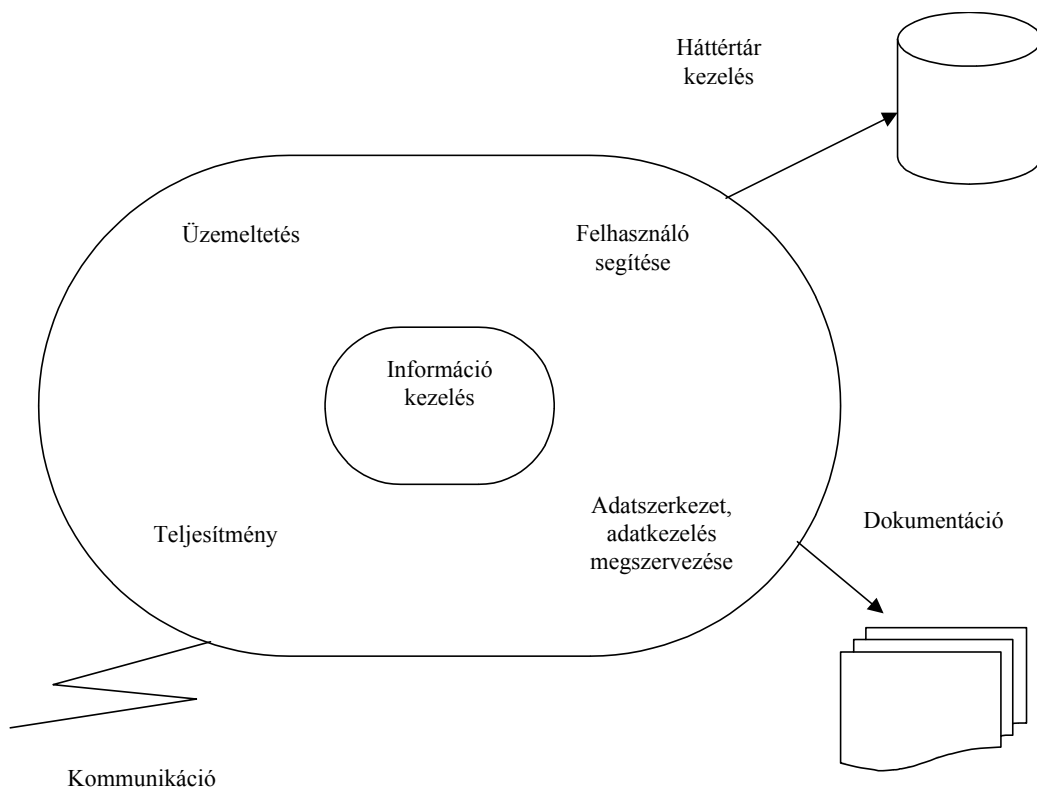 Háttértár
kezelés
Üzemeltetés
Felhasználó
segítése
Információ
kezelés
Teljesítmény
Adatszerkezet,
adatkezelés
megszervezése
Dokumentáció
Kommunikáció